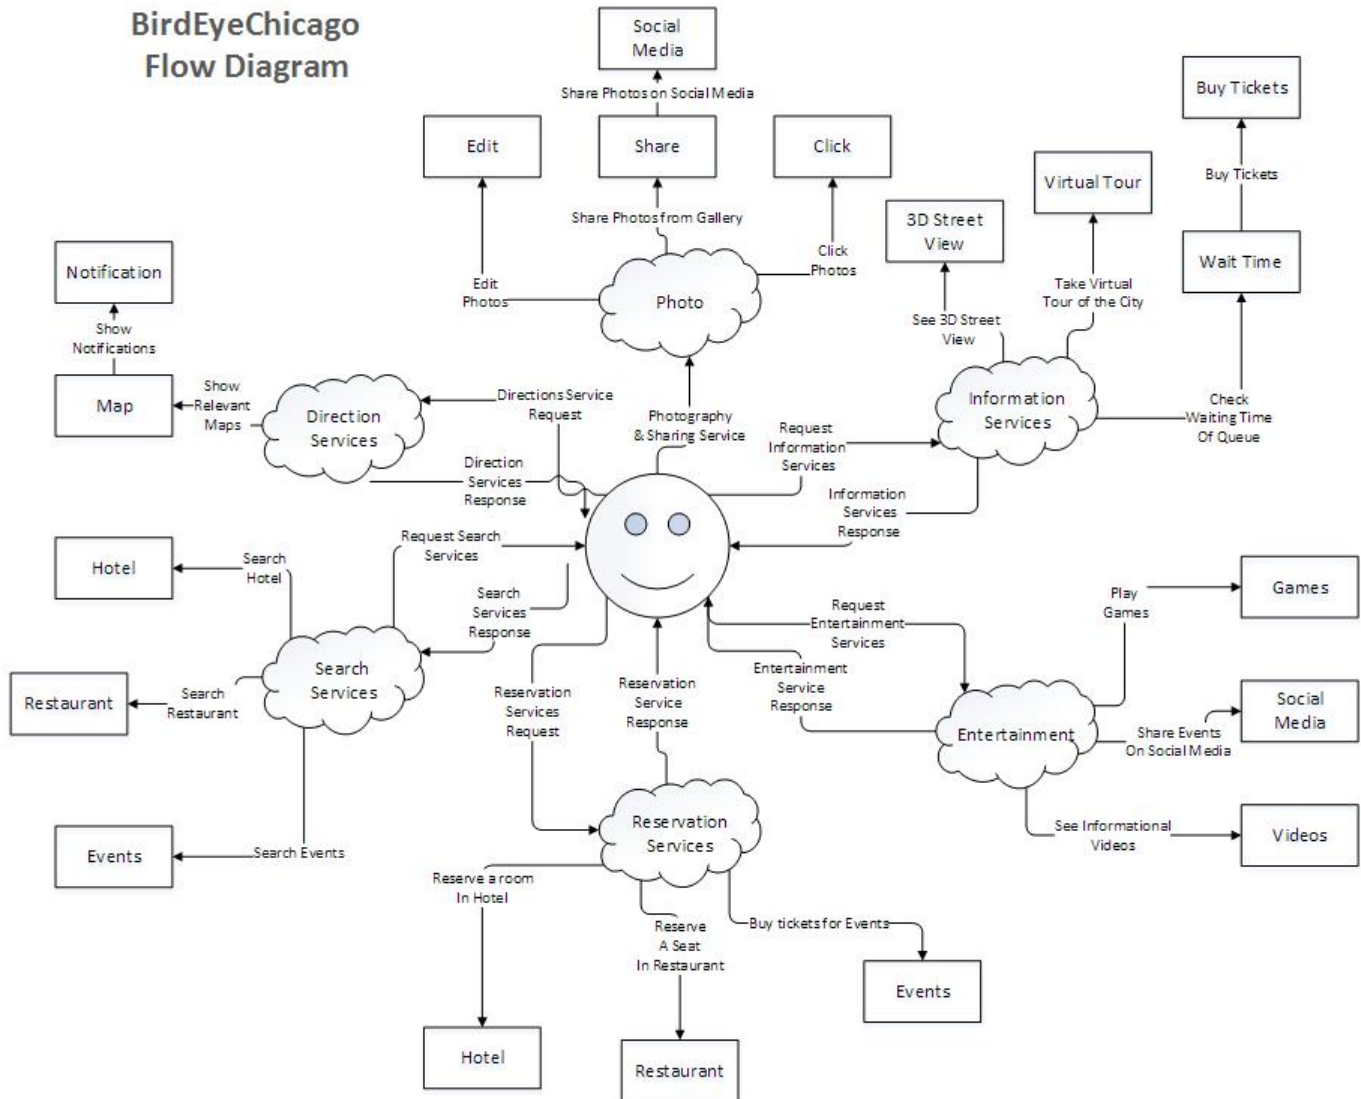 BirdEyeChicago
Flow Diagram
Social
Media
Share Photos on Social Media
Buy Tickets
Edit
Share
Click
Virtual Tour
Buy Tickets
3D Street
View
Share Photos from Gallery
Wait Time
Notification
Click
Photos
Edit
Photos
Photo
Take Virtual
Tour of the City
See 3D Street
View
Show
Notifications
Map
Show
Relevant
Maps
Direction
Services
Directions Service
Request
Photography
& Sharing Service
Information
Services
Check
Waiting Time
Of Queue
Request
Information
Services
Direction
Services
Response
Information
Services
Response
Request Search
Services
Hotel
Search
Hotel
Search
Services
Response
Request
Entertainment
Services
Play
Games
Games
Search
Services
Restaurant
Search
Restaurant
Reservation
Services
Request
Reservation
Service
Response
Entertainment
Service
Response
Entertainment
Social
Media
Share Events
On Social Media
Reservation
Services
See Informational
Videos
Videos
Events
Search Events
Reserve a room
In Hotel
Reserve
A Seat
In Restaurant
Buy tickets for Events
Events
Hotel
Restaurant